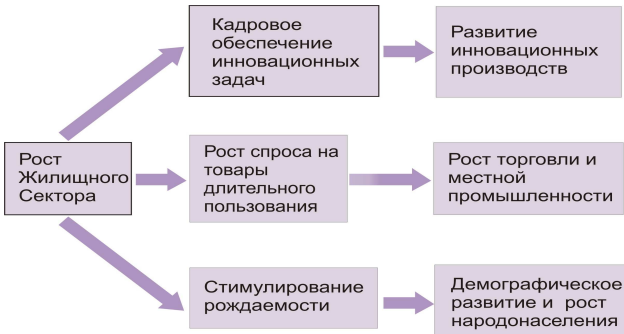 Рост
Жилищного
Сектора
Кадровое
обеспечение
инновационных
задач
Развитие
инновационных
производств
Рост спроса на
товары
длительного
пользования
Рост торговли и
местной
промышленности
Стимулирование
рождаемости
Демографическое
развитие и рост
народонаселения